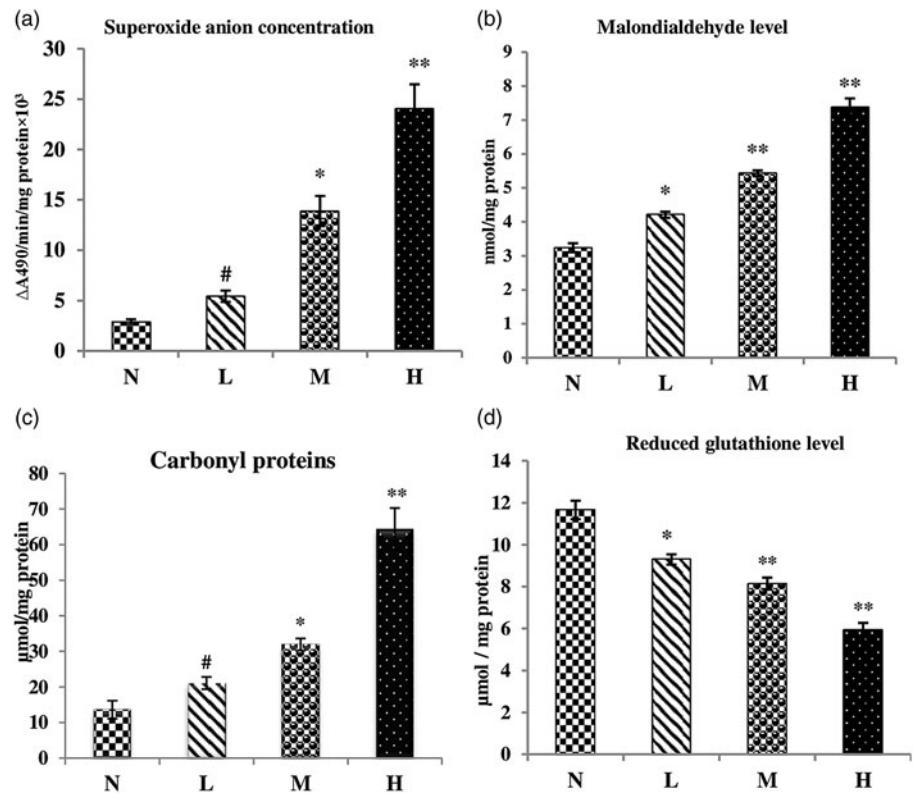 (a)
Superoxide anion concentration
ΔA490/min/mg protein×10³
30
25
20
15
10
5
0
#
*
**
N L M H
(b)
Malondialdehyde level
nmol/mg protein
9
8
7
6
5
4
3
2
1
0
*
**
**
N L M H
(c)
Carbonyl proteins
µmol/mg protein
80
70
60
50
40
30
20
10
0
#
*
**
N L M H
(d)
Reduced glutathione level
µmol / mg protein
14
12
10
8
6
4
2
0
*
**
**
N L M H